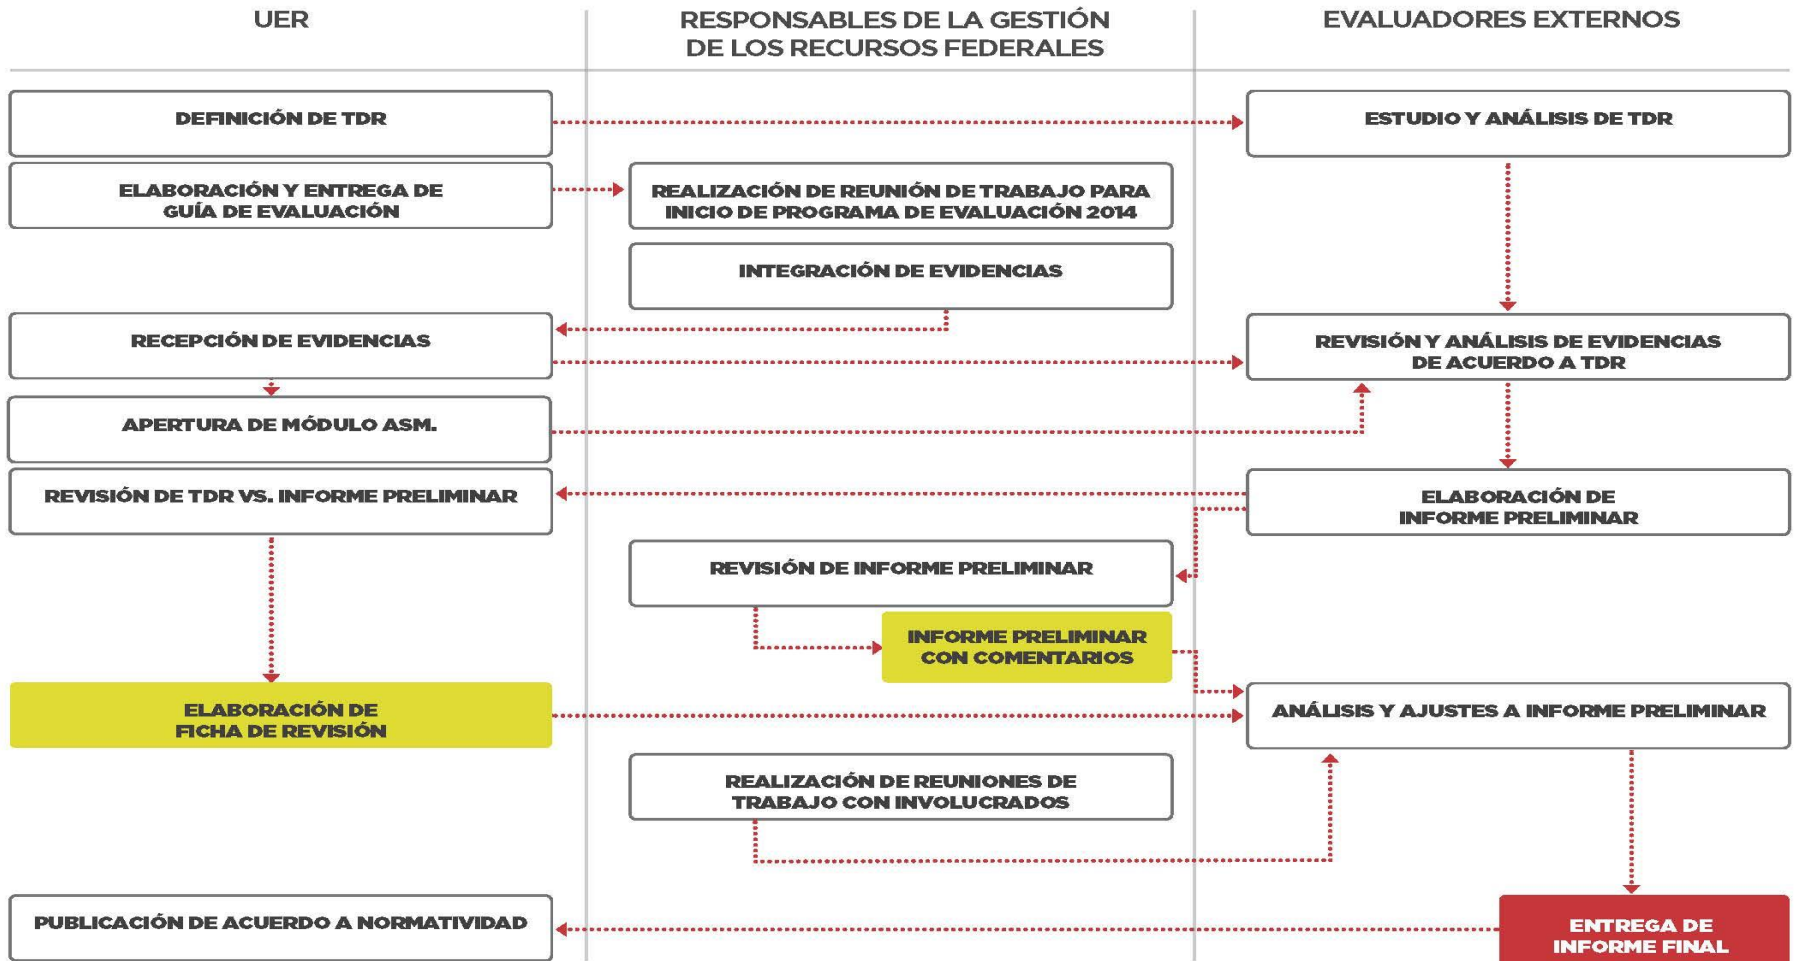 UER
RESPONSABLES DE LA GESTIÓN
DE LOS RECURSOS FEDERALES
EVALUADORES EXTERNOS
DEFINICIÓN DE TDR
ESTUDIO Y ANÁLISIS DE TDR
ELABORACIÓN Y ENTREGA DE
GUÍA DE EVALUACIÓN
REALIZACIÓN DE REUNIÓN DE TRABAJO PARA
INICIO DE PROGRAMA DE EVALUACIÓN 2014
INTEGRACIÓN DE EVIDENCIAS
RECEPCIÓN DE EVIDENCIAS
REVISIÓN Y ANÁLISIS DE EVIDENCIAS
DE ACUERDO A TDR
APERTURA DE MÓDULO ASM.
REVISIÓN DE TDR VS. INFORME PRELIMINAR
ELABORACIÓN DE
INFORME PRELIMINAR
REVISIÓN DE INFORME PRELIMINAR
INFORME PRELIMINAR
CON COMENTARIOS
ELABORACIÓN DE
FICHA DE REVISIÓN
ANÁLISIS Y AJUSTES A INFORME PRELIMINAR
REALIZACIÓN DE REUNIONES DE
TRABAJO CON INVOLUCRADOS
PUBLICACIÓN DE ACUERDO A NORMATIVIDAD
ENTREGA DE
INFORME FINAL